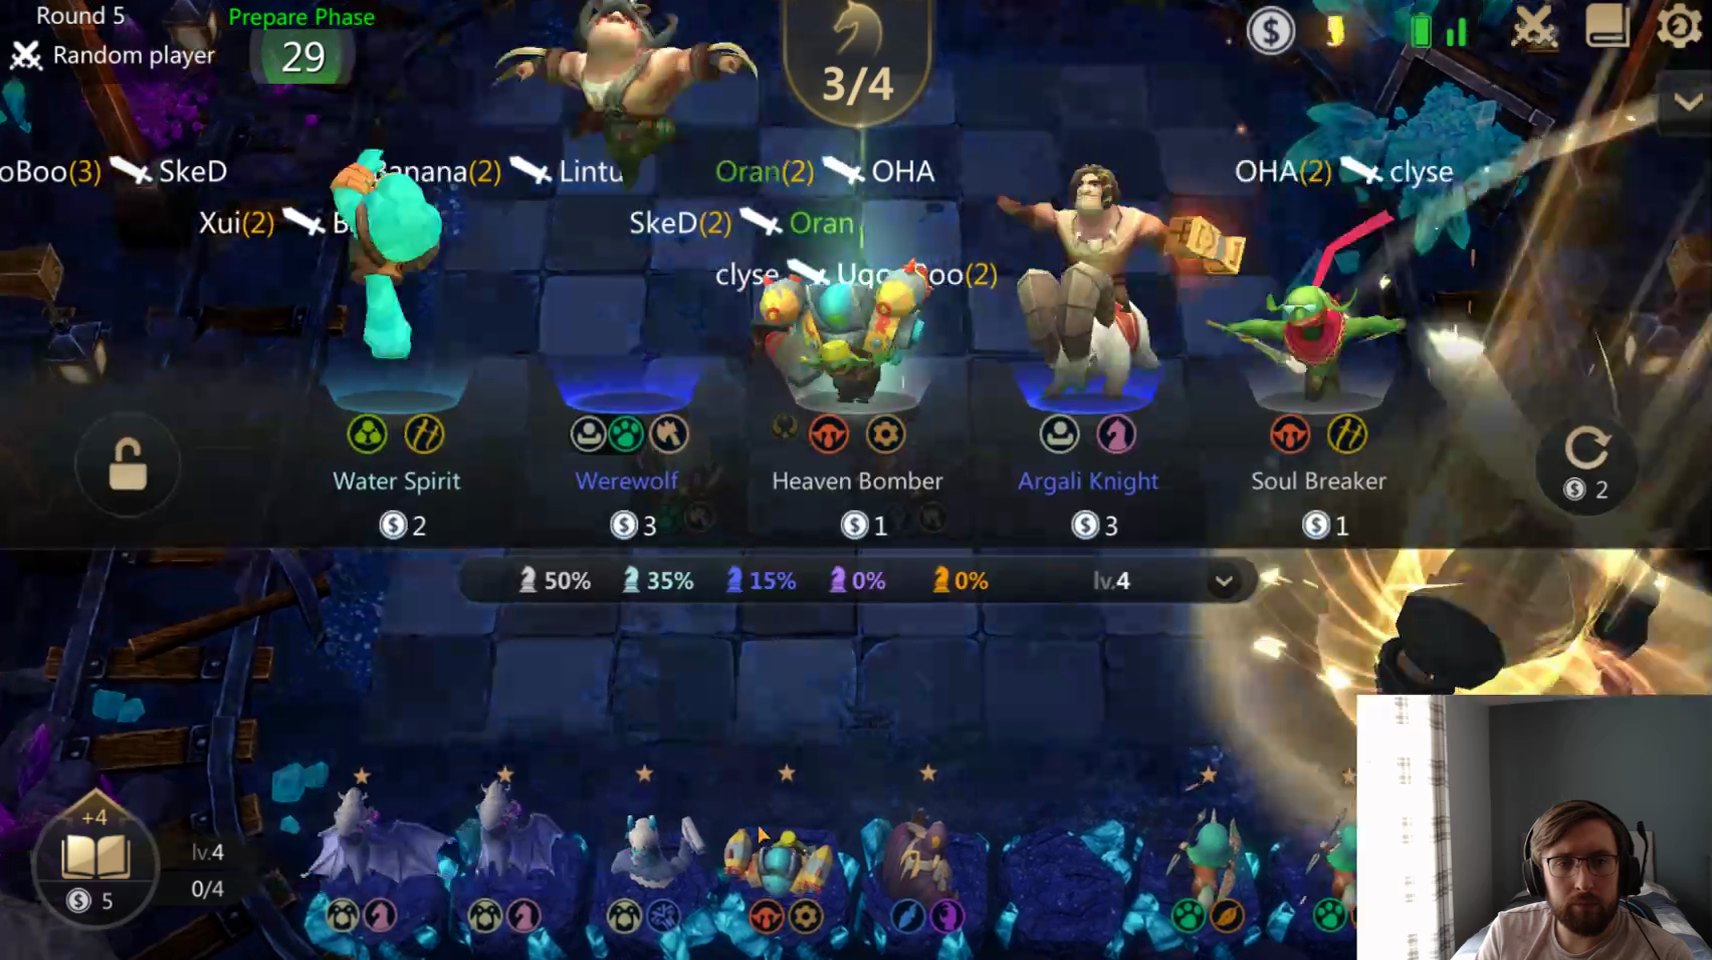 Round 5
Prepare Phase
29
Random player
3/4
oBoo(3) SkeD
Banana(2) Lintu
Oran(2) OHA
OHA(2) clyse
Xui(2) B
SkeD(2) Oran
clyse
Boo(2)
Water Spirit
Werewolf
Heaven Bomber
Argali Knight
Soul Breaker
2
3
1
3
1
2
50% 35% 15% 0% 0% lv.4
+4
5
lv.4
0/4